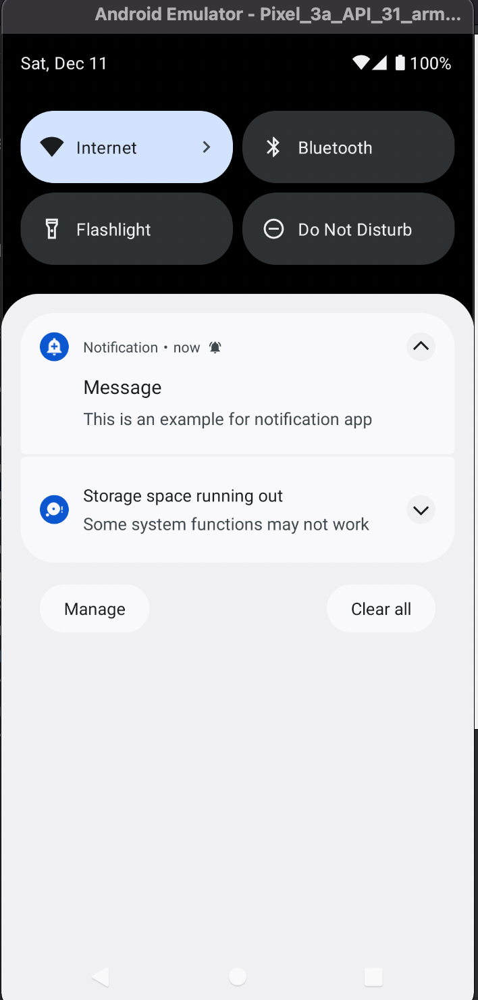 Android Emulator - Pixel_3a_API_31_arm...
Sat, Dec 11 100%
Internet Bluetooth
Flashlight Do Not Disturb
Notification • now
Message
This is an example for notification app
Storage space running out
Some system functions may not work
Manage Clear all